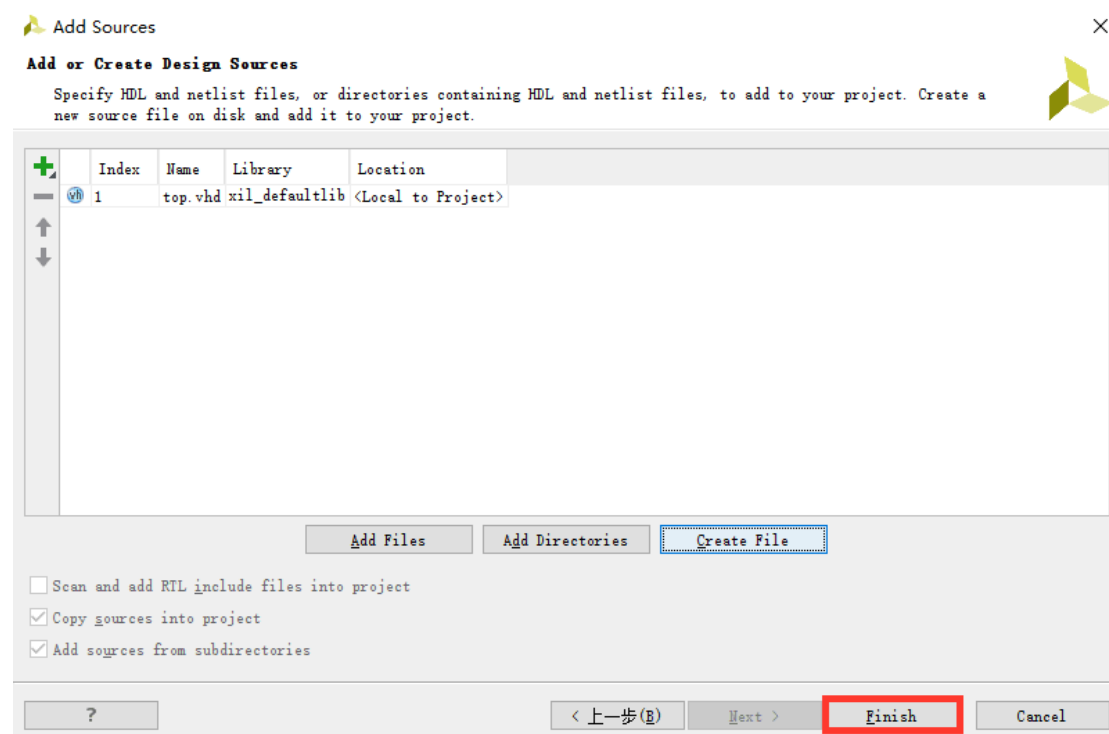 Add Sources
Add or Create Design Sources
Specify HDL and netlist files, or directories containing HDL and netlist files, to add to your project. Create a
new source file on disk and add it to your project.
Index Name Library Location
vh 1 top.vhd xil_defaultlib <Local to Project>
Add Files Add Directories Create File
Scan and add RTL include files into project
Copy sources into project
Add sources from subdirectories
? < 上一步(B) Next > Finish Cancel